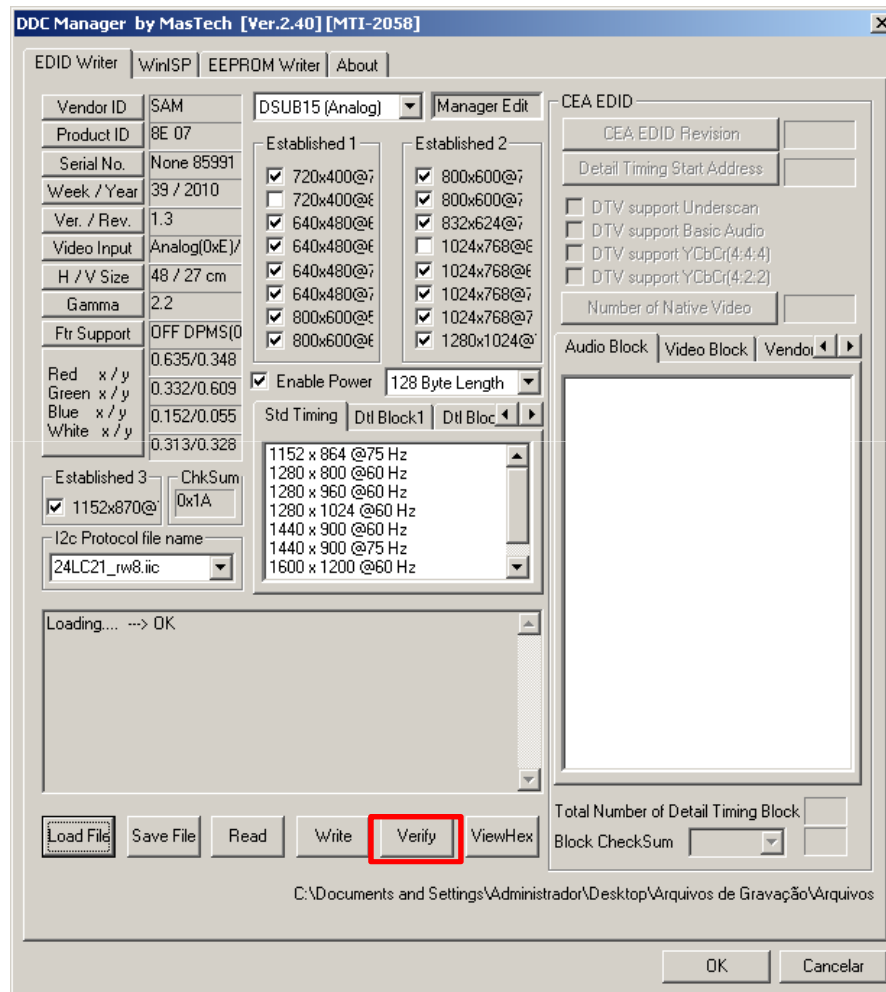 DDC Manager by MasTech [Ver.2.40] [MTI-2058]
EDID Writer WinISP EEPROM Writer About
Vendor ID SAM
Product ID 8E 07
Serial No. None 85991
Week / Year 39 / 2010
Ver. / Rev. 1.3
Video Input Analog(0xE)/
H / V Size 48 / 27 cm
Gamma 2.2
Ftr Support OFF DPMS(0
Red x / y 0.635/0.348
Green x / y 0.332/0.609
Blue x / y 0.152/0.055
White x / y 0.313/0.328
Established 3
1152x870@
ChkSum
0x1A
I2c Protocol file name
24LC21_rw8.iic
DSUB15 (Analog) Manager Edit
Established 1
720x400@7
720x400@8
640x480@6
640x480@6
640x480@7
640x480@7
800x600@5
800x600@6
Established 2
800x600@7
800x600@7
832x624@7
1024x768@8
1024x768@6
1024x768@7
1024x768@7
1280x1024@
Enable Power 128 Byte Length
Std Timing Dtl Block1 Dtl Bloc
1152 x 864 @75 Hz
1280 x 800 @60 Hz
1280 x 960 @60 Hz
1280 x 1024 @60 Hz
1440 x 900 @60 Hz
1440 x 900 @75 Hz
1600 x 1200 @60 Hz
CEA EDID
CEA EDID Revision
Detail Timing Start Address
DTV support Underscan
DTV support Basic Audio
DTV support YCbCr(4:4:4)
DTV support YCbCr(4:2:2)
Number of Native Video
Audio Block Video Block Vendor
Loading.... ---> OK
Total Number of Detail Timing Block
Block CheckSum
Load File Save File Read Write Verify ViewHex
C:\Documents and Settings\Administrador\Desktop\Arquivos de Gravação\Arquivos
OK Cancelar